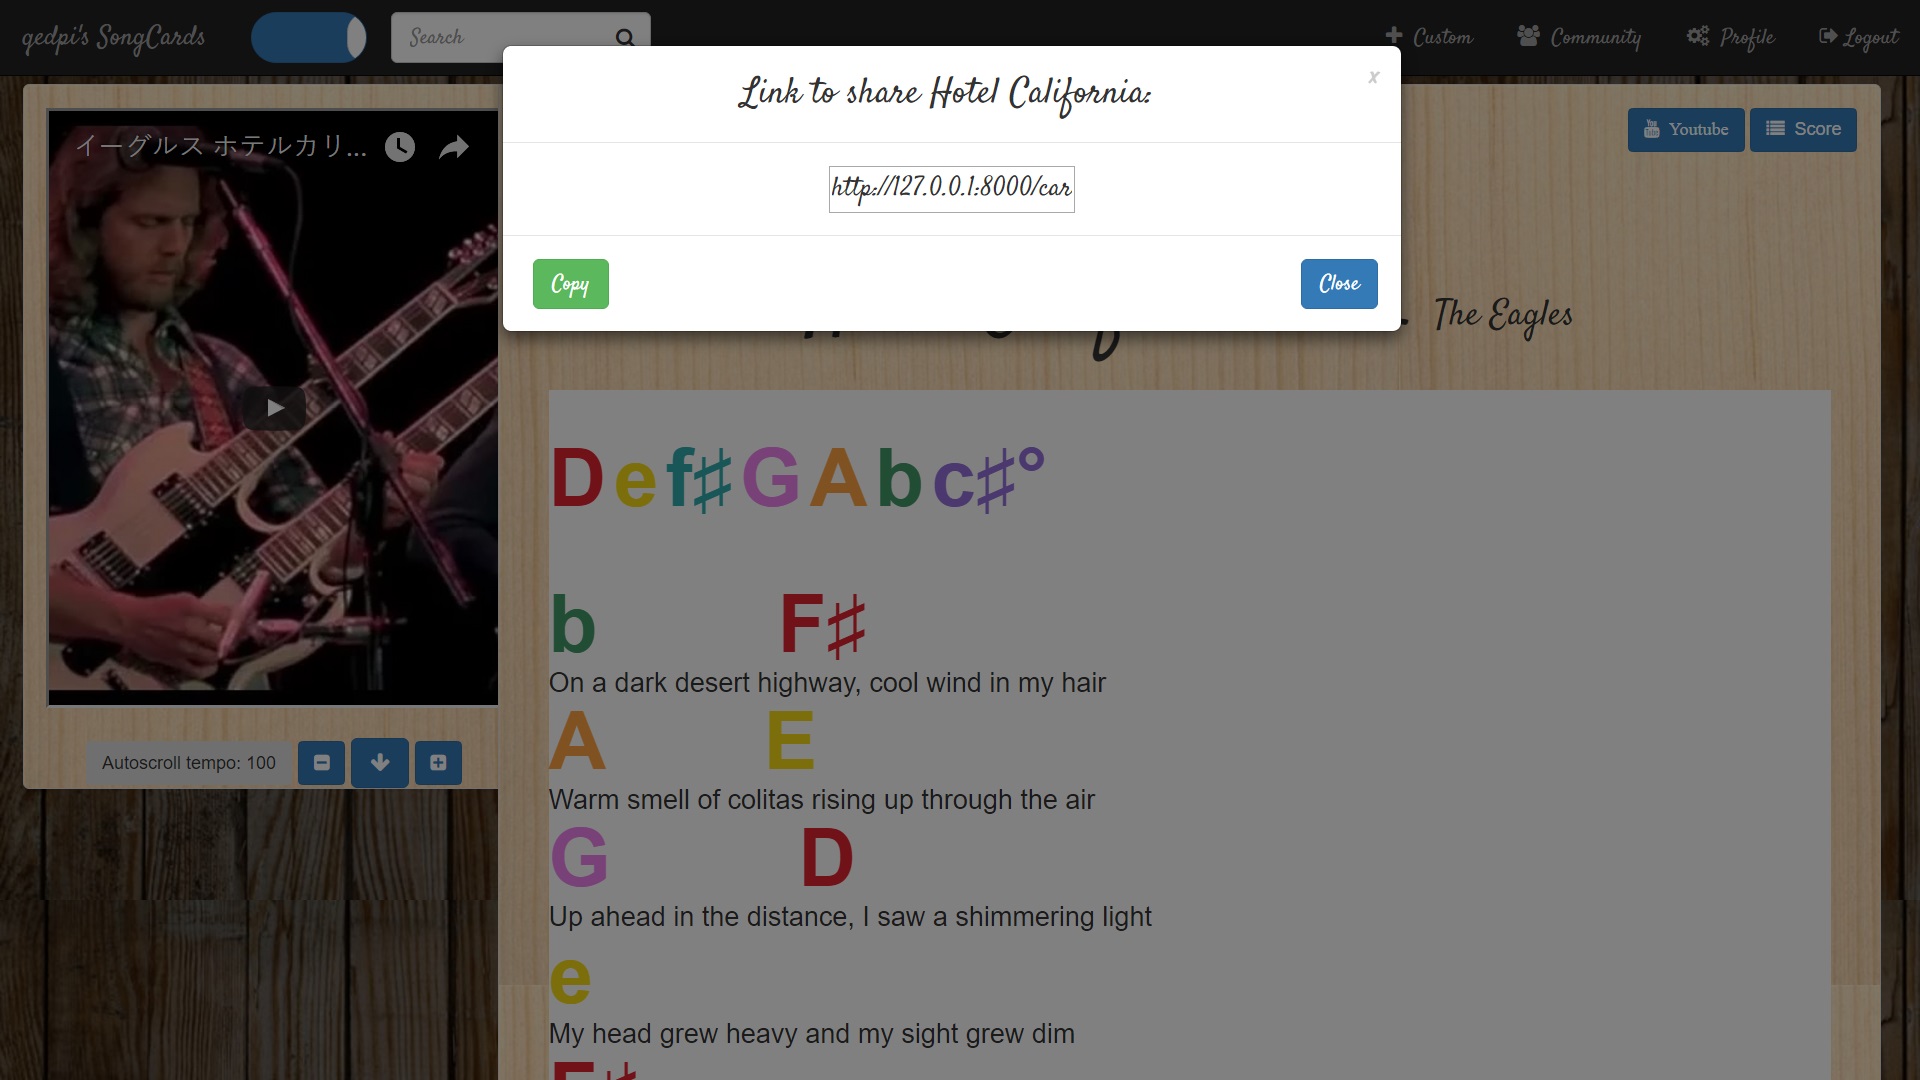 qedpi's SongCards
Search
Custom
Community
Profile
Logout
Link to share Hotel California:
x
http://127.0.0.1:8000/car
Copy
Close
イーグルス ホテルカリ...
Youtube
Score
The Eagles
D e f♯ G A b c♯°
b F♯
On a dark desert highway, cool wind in my hair
A E
Warm smell of colitas rising up through the air
G D
Up ahead in the distance, I saw a shimmering light
e
My head grew heavy and my sight grew dim
F♯
Autoscroll tempo: 100